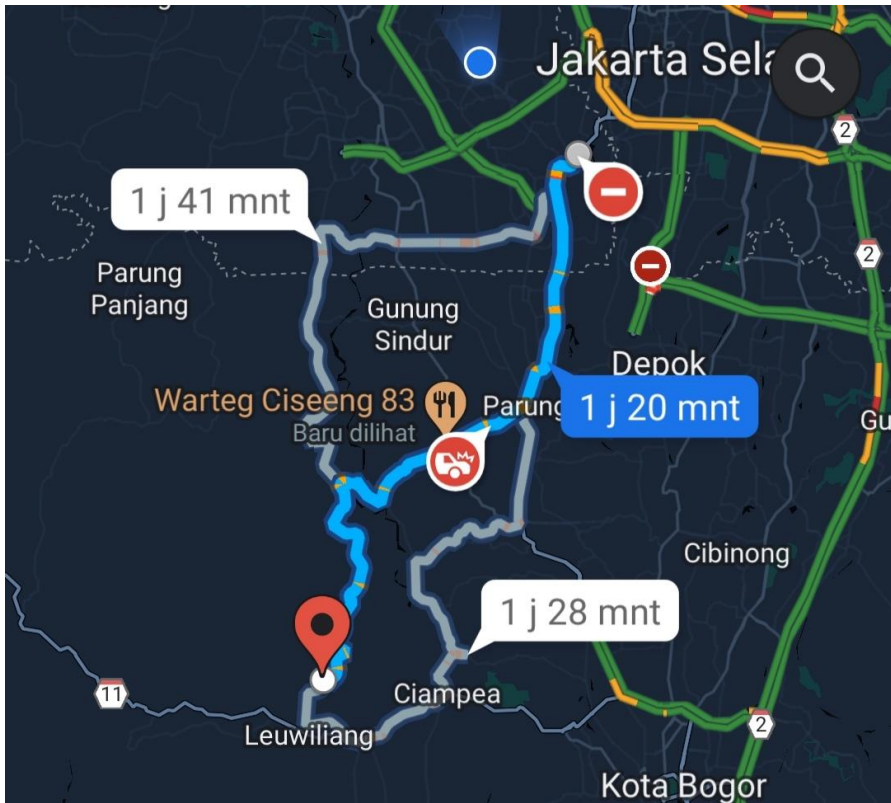 Jakarta Sela
2
1 j 41 mnt
2
Parung
Panjang
Gunung
Sindur
Depok
Warteg Ciseeng 83
Baru dilihat
Parung
1 j 20 mnt
Gu
Cibinong
1 j 28 mnt
11
Ciampea
2
Leuwiliang
Kota Bogor